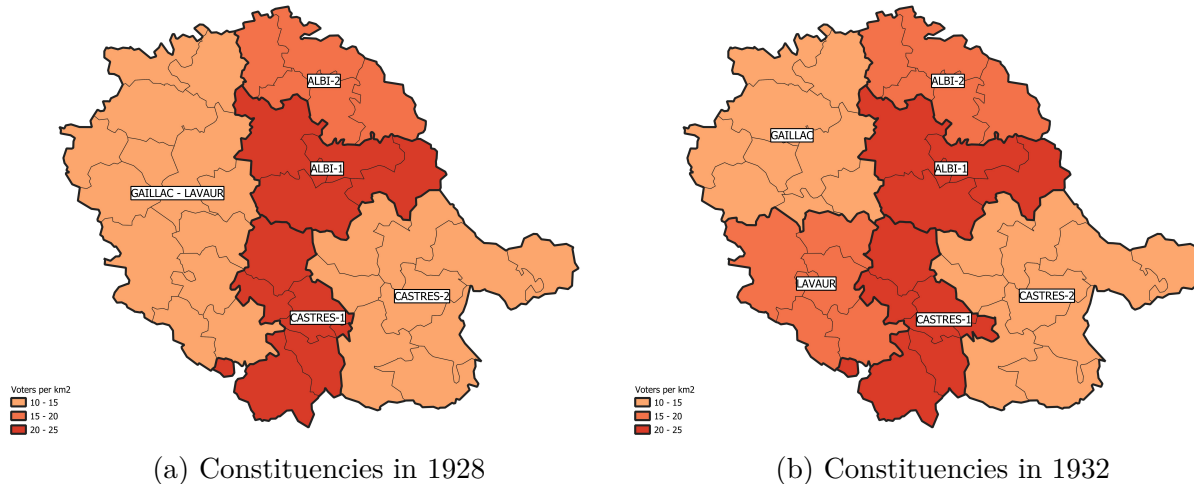 ALBI-2
ALBI-1
GAILLAC - LAVAUR
CASTRES-2
CASTRES-1
Voters per km2
10 - 15
15 - 20
20 - 25
(a) Constituencies in 1928
ALBI-2
GAILLAC
ALBI-1
LAVAUR
CASTRES-2
CASTRES-1
Voters per km2
10 - 15
15 - 20
20 - 25
(b) Constituencies in 1932